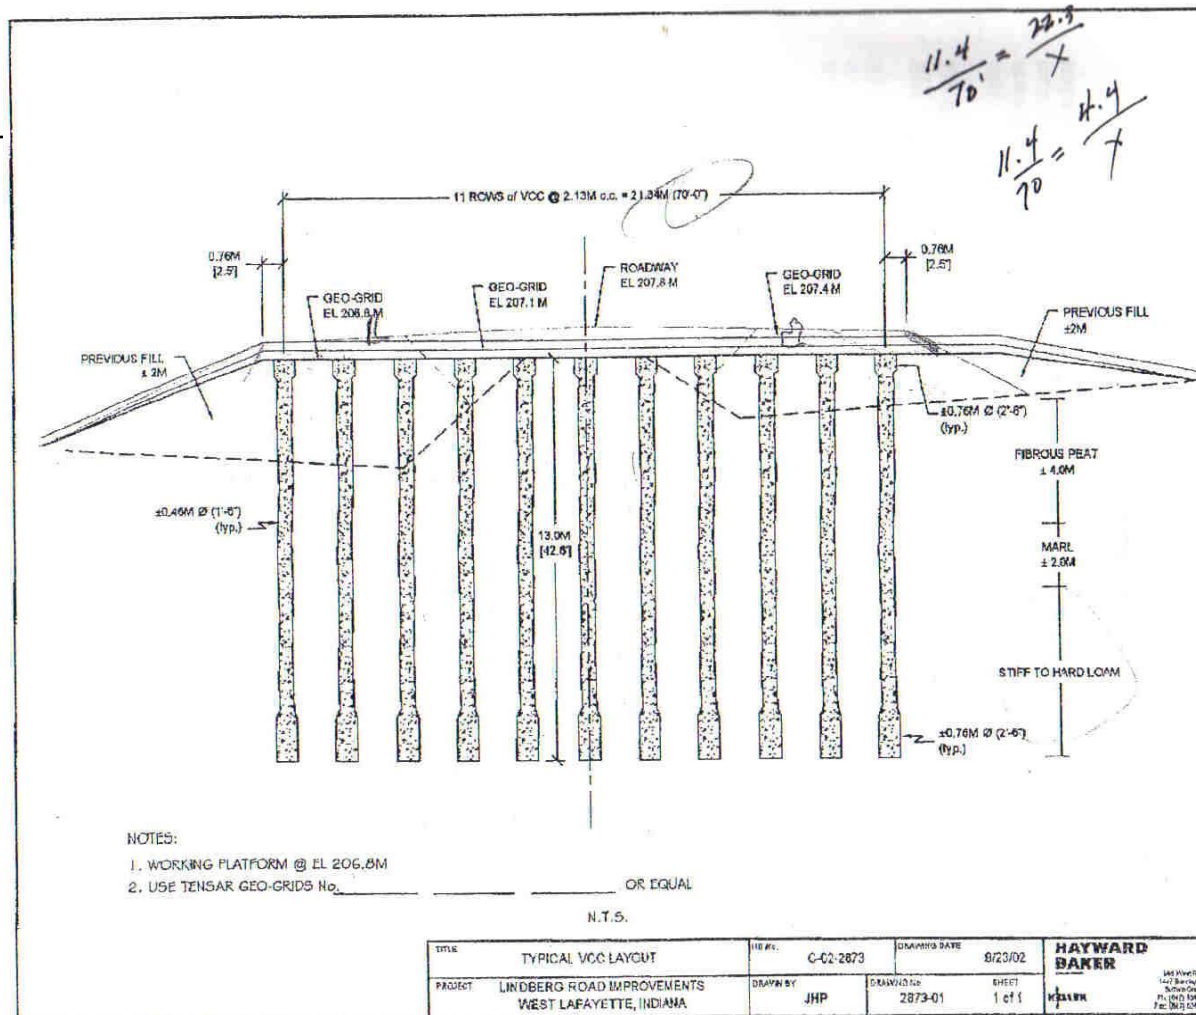 11.4 / 70' = 22.3 / x
11.4 / 70 = 4.4 / x
11 ROWS of VCC @ 2.13M o.c. = 21.34M (70'-0")
0.76M
[2.5']
0.76M
[2.5']
ROADWAY
EL 207.8 M
GEO-GRID
EL 207.4 M
GEO-GRID
EL 207.1 M
GEO-GRID
EL 206.8 M
PREVIOUS FILL
±2M
PREVIOUS FILL
± 2M
±0.76M Ø (2'-6")
(typ.)
FIBROUS PEAT
± 4.0M
±0.46M Ø (1'-6")
(typ.)
13.0M
[42.6']
MARL
± 2.0M
STIFF TO HARD LOAM
±0.76M Ø (2'-6")
(typ.)
NOTES:
1. WORKING PLATFORM @ EL 206.8M
2. USE TENSAR GEO-GRIDS No. OR EQUAL
N.T.S.
TITLE TYPICAL VCC LAYOUT
C-02-2873
DRAWING DATE 9/23/02
HAYWARD
BAKER
PROJECT LINDBERG ROAD IMPROVEMENTS
WEST LAFAYETTE, INDIANA
DRAWN BY JHP
DRAWING No 2873-01
SHEET 1 of 1